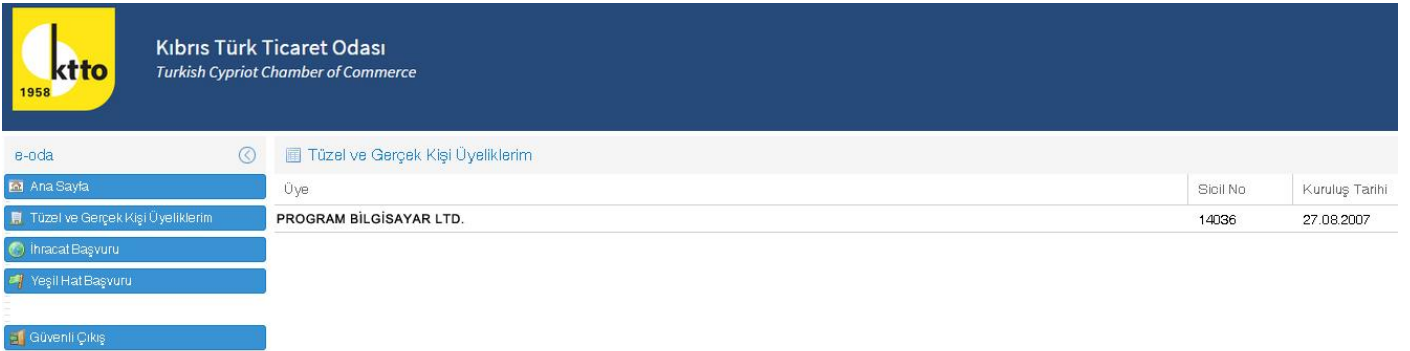 ktto
1958
Kıbrıs Türk Ticaret Odası
Turkish Cypriot Chamber of Commerce
e-oda
Tüzel ve Gerçek Kişi Üyeliklerim
Ana Sayfa
Üye Sicil No Kuruluş Tarihi
Tüzel ve Gerçek Kişi Üyeliklerim
PROGRAM BİLGİSAYAR LTD. 14036 27.08.2007
İhracat Başvuru
Yeşil Hat Başvuru
Güvenli Çıkış